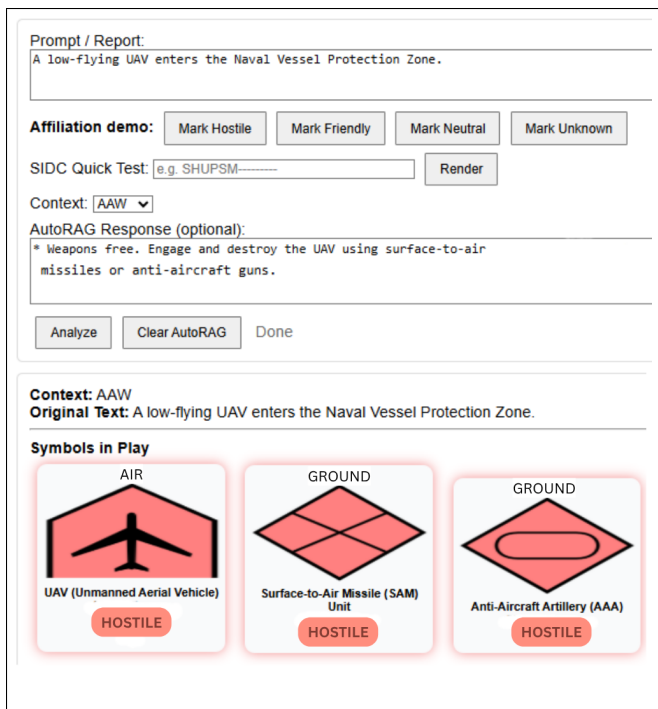 Prompt / Report:
A low-flying UAV enters the Naval Vessel Protection Zone.
Affiliation demo: Mark Hostile Mark Friendly Mark Neutral Mark Unknown
SIDC Quick Test: e.g. SHUPSM--------- Render
Context: AAW
AutoRAG Response (optional):
* Weapons free. Engage and destroy the UAV using surface-to-air
missiles or anti-aircraft guns.
Analyze Clear AutoRAG Done
Context: AAW
Original Text: A low-flying UAV enters the Naval Vessel Protection Zone.
Symbols in Play
AIR
UAV (Unmanned Aerial Vehicle)
HOSTILE
GROUND
Surface-to-Air Missile (SAM)
Unit
HOSTILE
GROUND
Anti-Aircraft Artillery (AAA)
HOSTILE